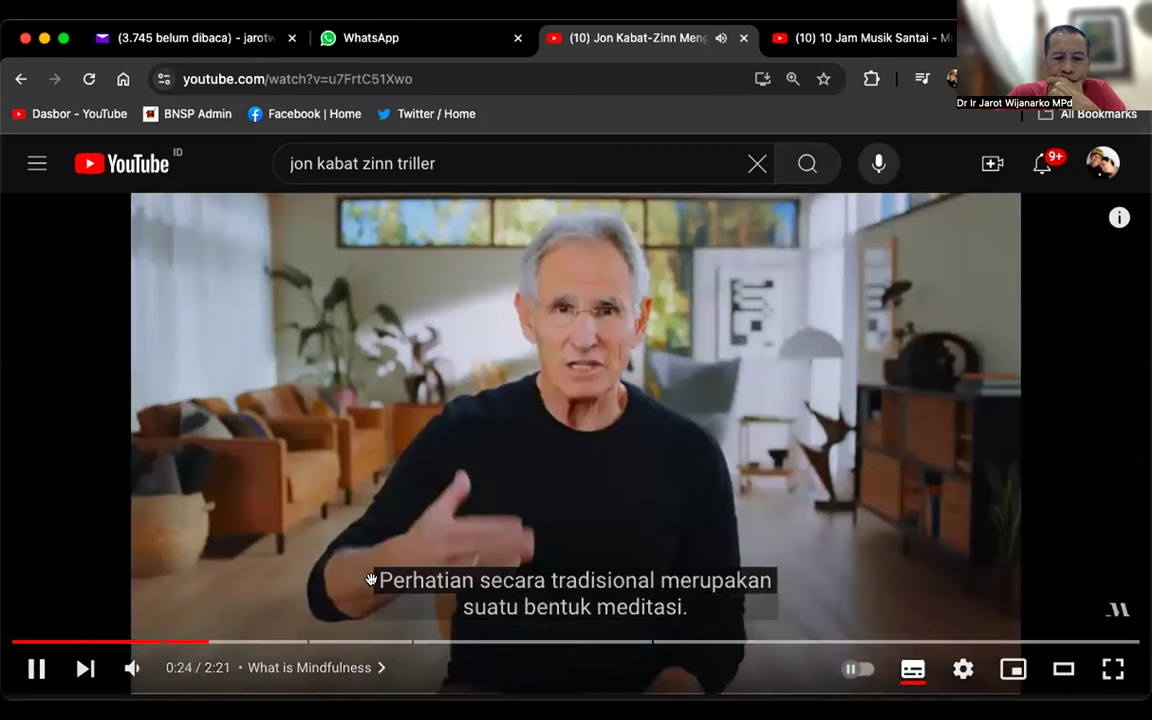 (3.745 belum dibaca) - jarotw
WhatsApp
(10) Jon Kabat-Zinn Meng
(10) 10 Jam Musik Santai - M
youtube.com/watch?v=u7FrtC51Xwo
Dr Ir Jarot Wijanarko MPd
Dasbor - YouTube
BNSP Admin
Facebook | Home
Twitter / Home
All Bookmarks
YouTube ID
jon kabat zinn triller
9+
Perhatian secara tradisional merupakan
suatu bentuk meditasi.
0:24 / 2:21 • What is Mindfulness